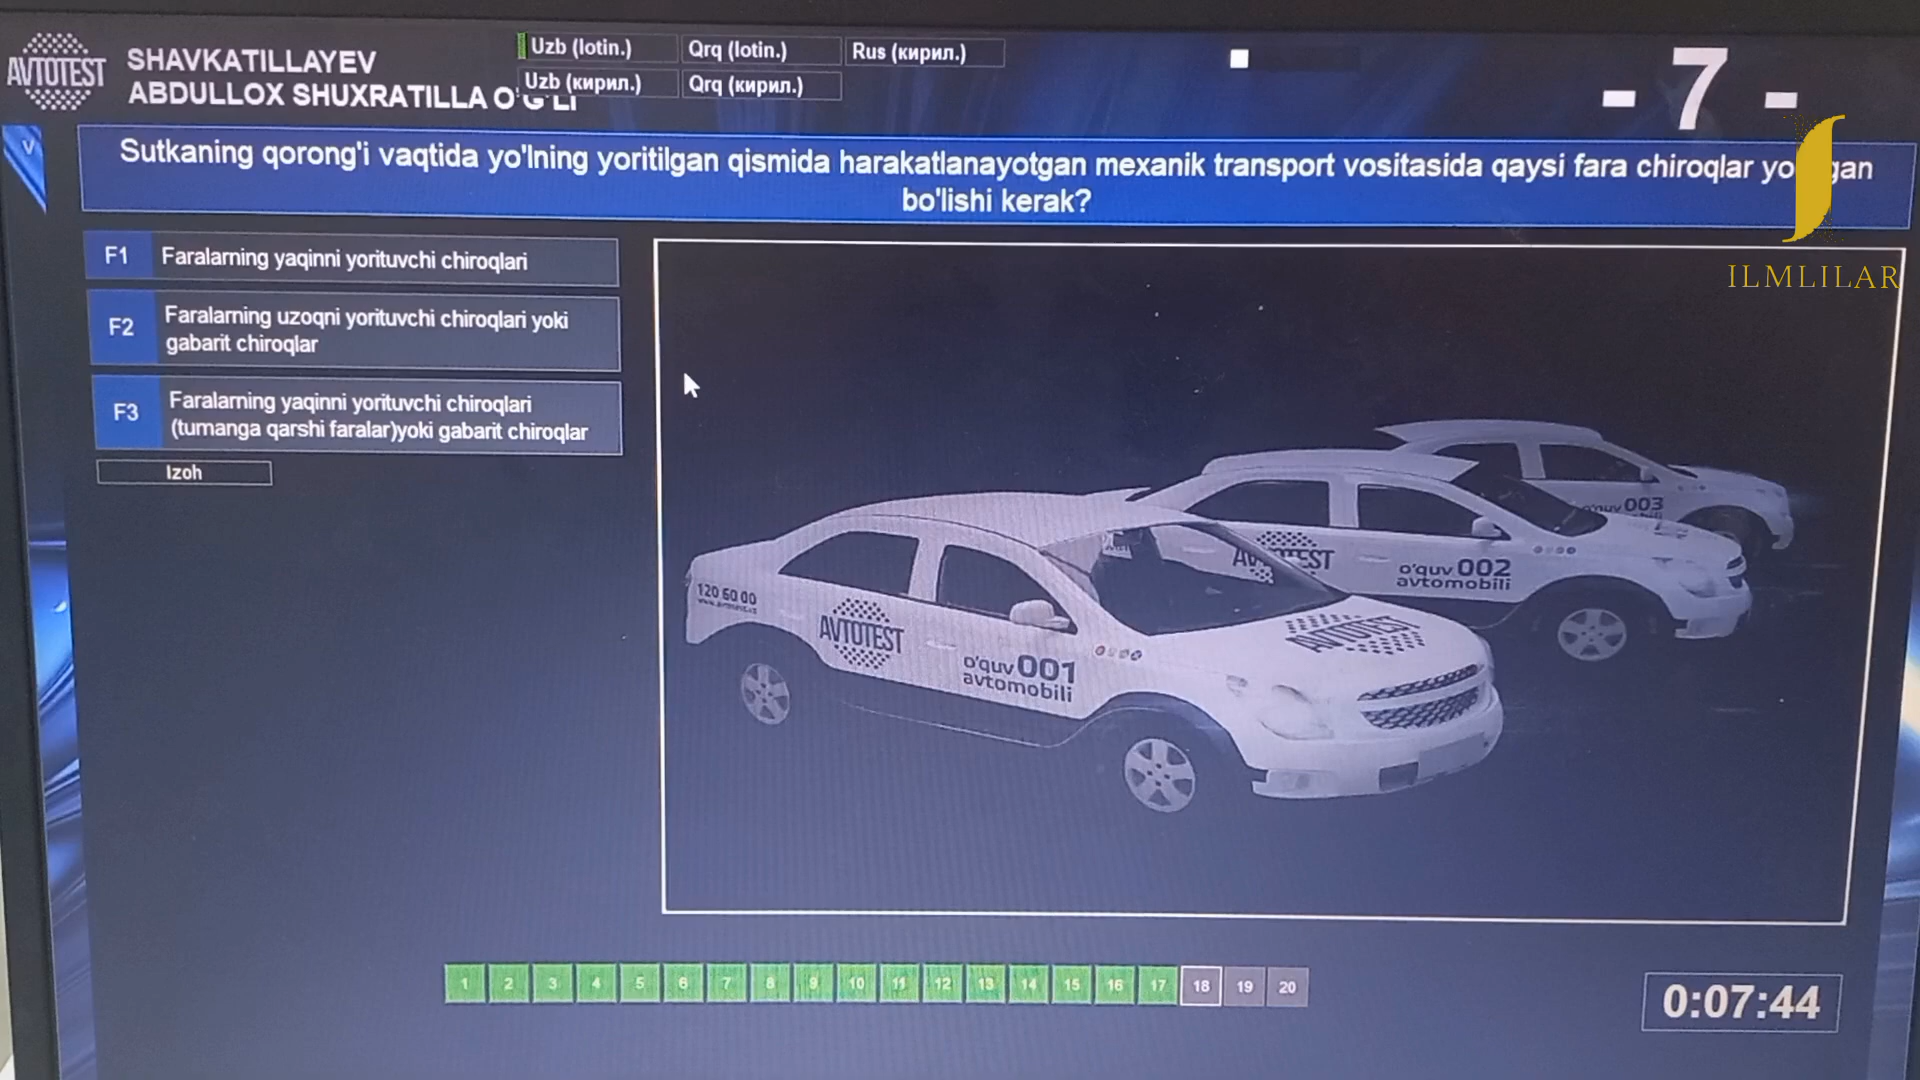 AVTOTEST
SHAVKATILLAYEV
ABDULLOX SHUXRATILLA O'G'LI
Uzb (lotin.)
Qrq (lotin.)
Rus (кирил.)
Uzb (кирил.)
Qrq (кирил.)
- 7 -
Sutkaning qorong'i vaqtida yo'lning yoritilgan qismida harakatlanayotgan mexanik transport vositasida qaysi fara chiroqlar
bo'lishi kerak?
ILMLILAR
F1
Faralarning yaqinni yorituvchi chiroqlari
F2
Faralarning uzoqni yorituvchi chiroqlari yoki
gabarit chiroqlar
F3
Faralarning yaqinni yorituvchi chiroqlari
(tumanga qarshi faralar)yoki gabarit chiroqlar
Izoh
003
AVTOTEST
o'quv 002
avtomobili
120 60 00
AVTOTEST
o'quv 001
avtomobili
AVTOTEST
1 2 3 4 5 6 7 8 9 10 11 12 13 14 15 16 17 18 19 20
0:07:44